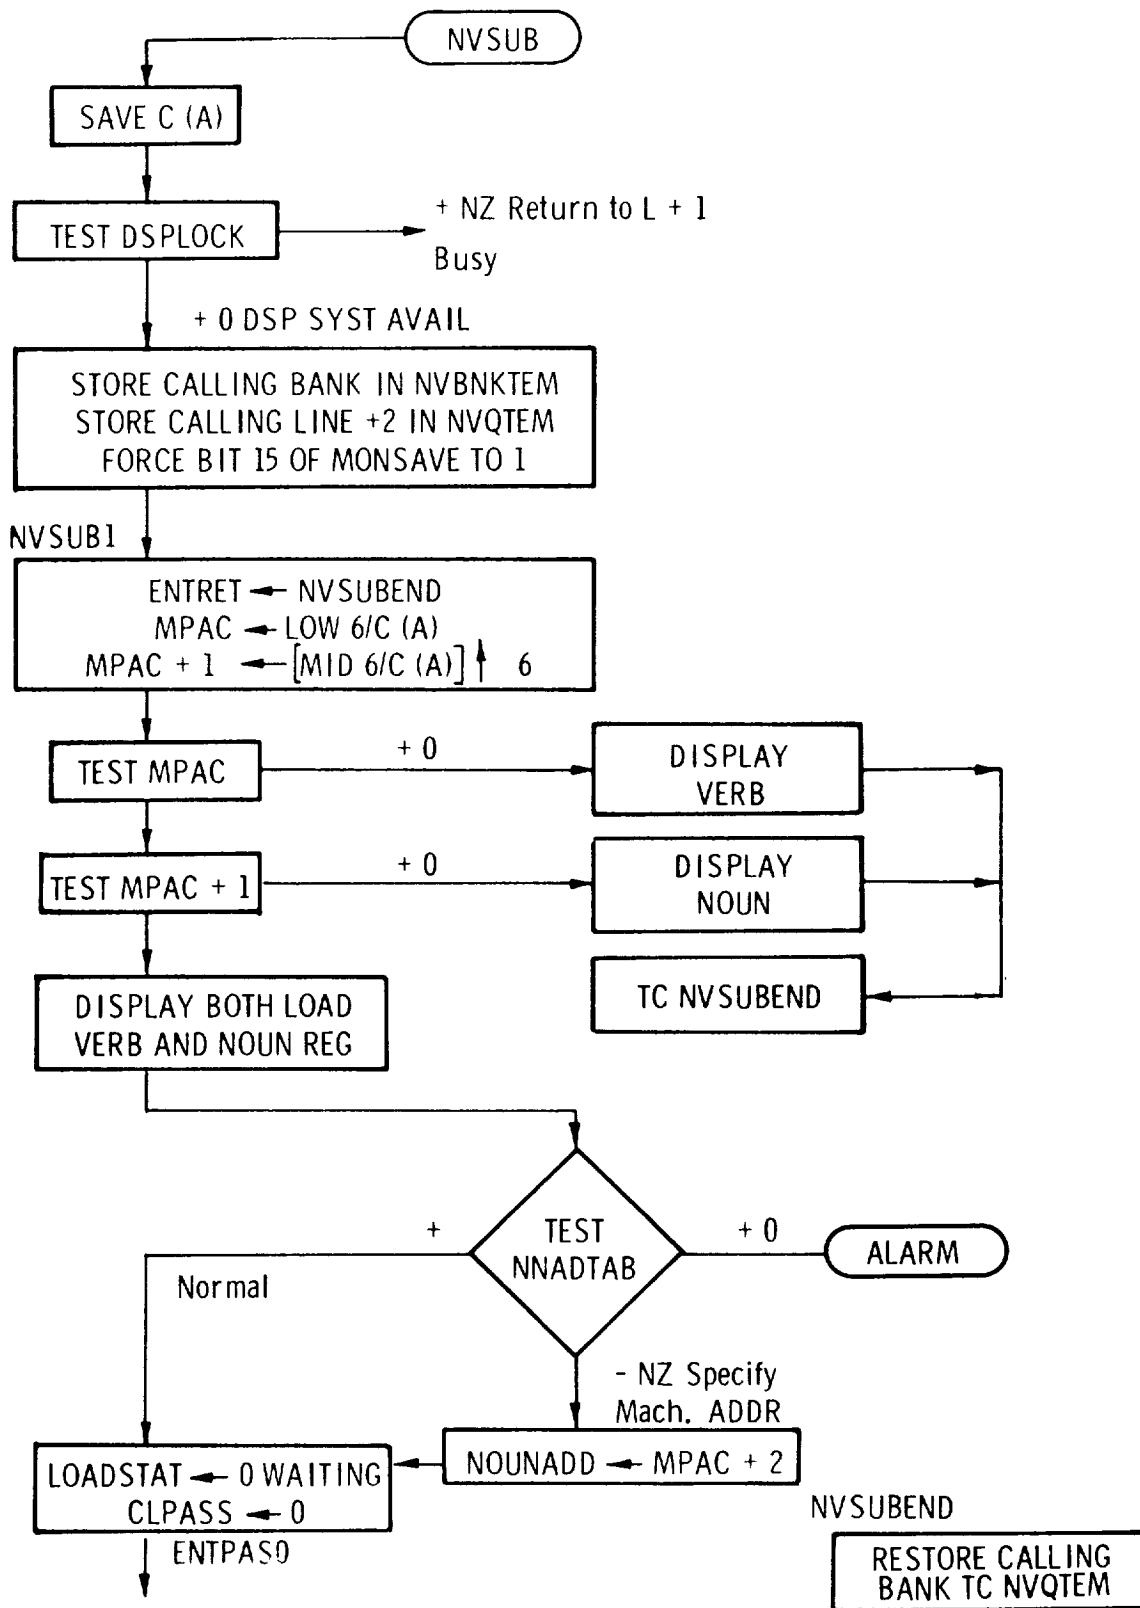 NVSUB
SAVE C (A)
TEST DSPLOCK
+ NZ Return to L + 1
Busy
+ 0 DSP SYST AVAIL
STORE CALLING BANK IN NVBNKTEM
STORE CALLING LINE +2 IN NVQTEM
FORCE BIT 15 OF MONSAVE TO 1
NVSUB1
ENTRET ← NVSUBEND
MPAC ← LOW 6/C (A)
MPAC + 1 ← [MID 6/C (A)] ↑ 6
TEST MPAC
+ 0
DISPLAY
VERB
TEST MPAC + 1
+ 0
DISPLAY
NOUN
TC NVSUBEND
DISPLAY BOTH LOAD
VERB AND NOUN REG
TEST
NNADTAB
+
Normal
+ 0
ALARM
- NZ Specify
Mach. ADDR
NOUNADD ← MPAC + 2
LOADSTAT ← 0 WAITING
CLPASS ← 0
ENTPAS0
NVSUBEND
RESTORE CALLING
BANK TC NVQTEM